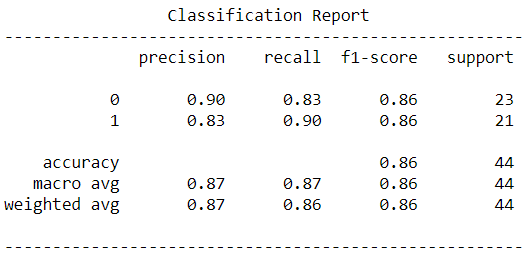 Classification Report
-----------------------------------------------------
precision recall f1-score support
0 0.90 0.83 0.86 23
1 0.83 0.90 0.86 21
accuracy 0.86 44
macro avg 0.87 0.87 0.86 44
weighted avg 0.87 0.86 0.86 44
-----------------------------------------------------